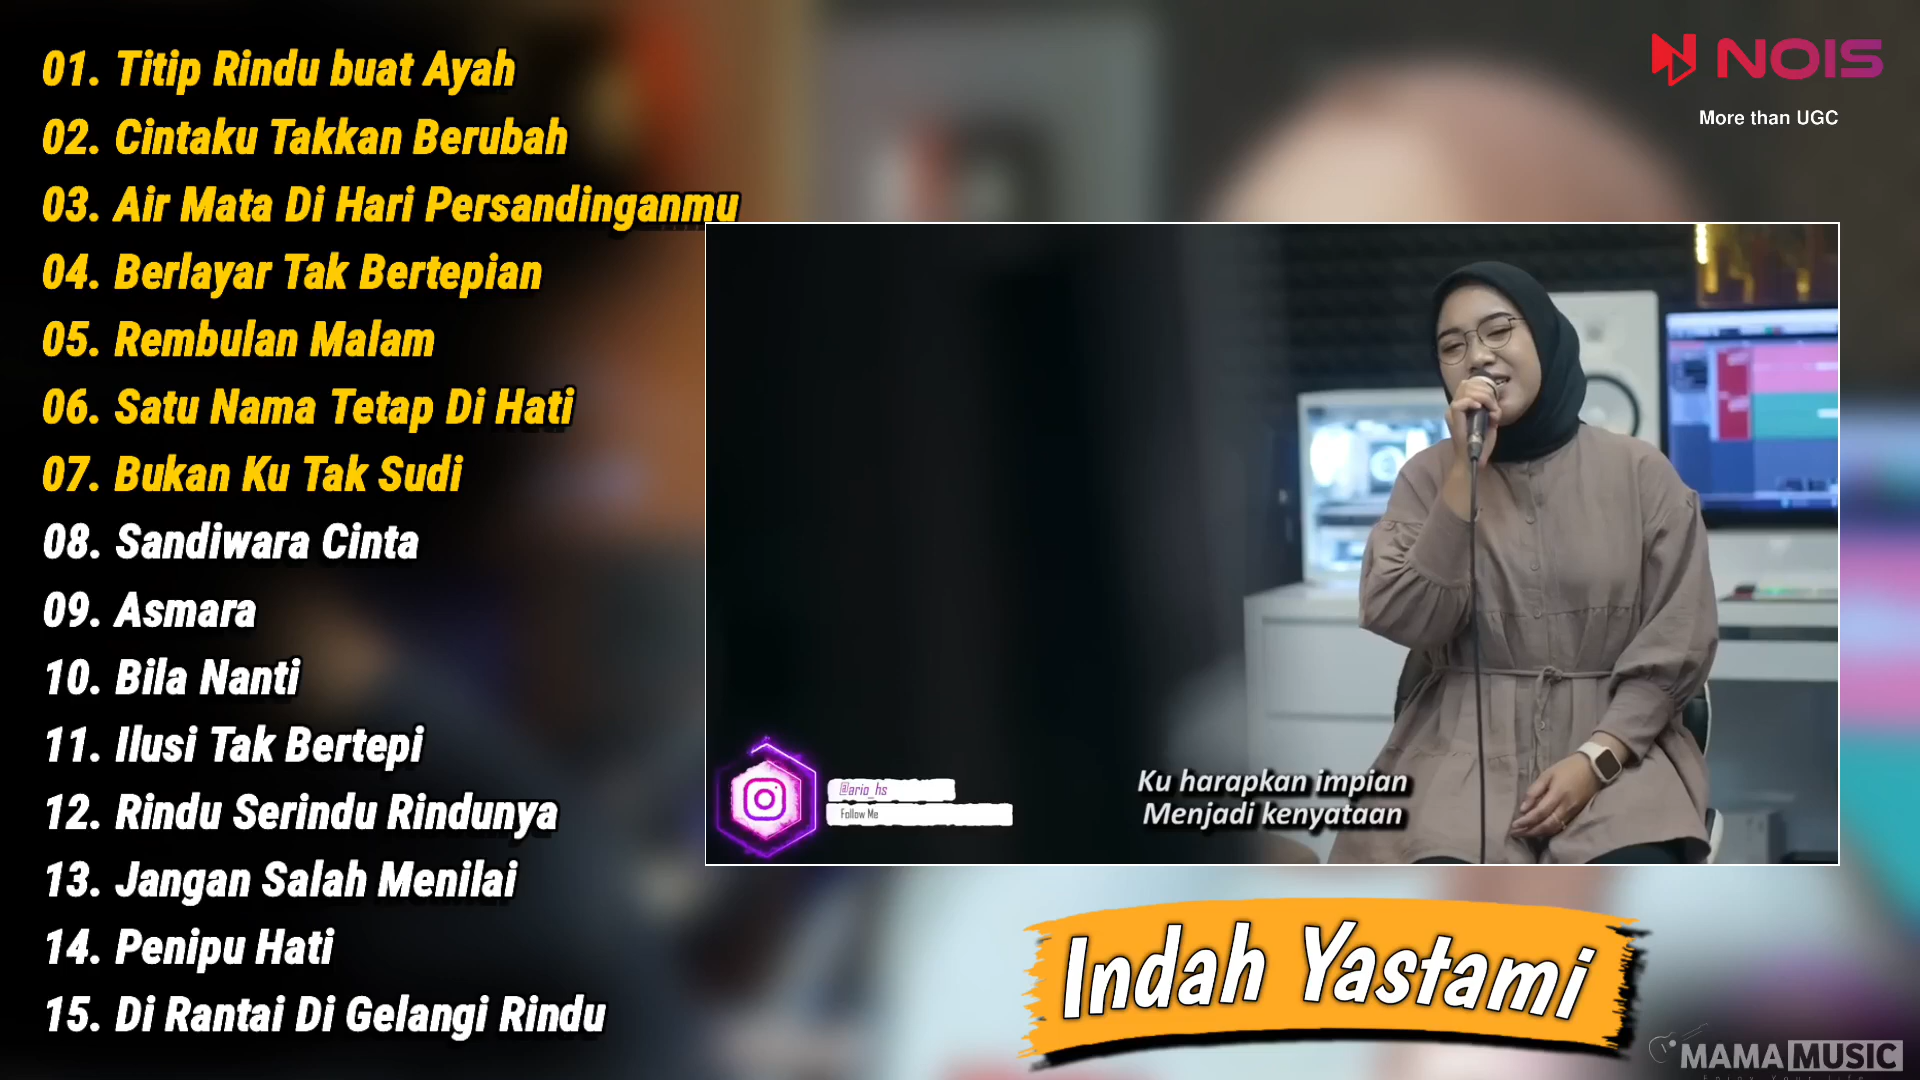 01. Titip Rindu buat Ayah
02. Cintaku Takkan Berubah
03. Air Mata Di Hari Persandinganmu
04. Berlayar Tak Bertepian
05. Rembulan Malam
06. Satu Nama Tetap Di Hati
07. Bukan Ku Tak Sudi
08. Sandiwara Cinta
09. Asmara
10. Bila Nanti
11. Ilusi Tak Bertepi
12. Rindu Serindu Rindunya
13. Jangan Salah Menilai
14. Penipu Hati
15. Di Rantai Di Gelangi Rindu
NOIS
More than UGC
@ario_hs
Follow Me
Ku harapkan impian
Menjadi kenyataan
Indah Yastami
MAMA MUSIC